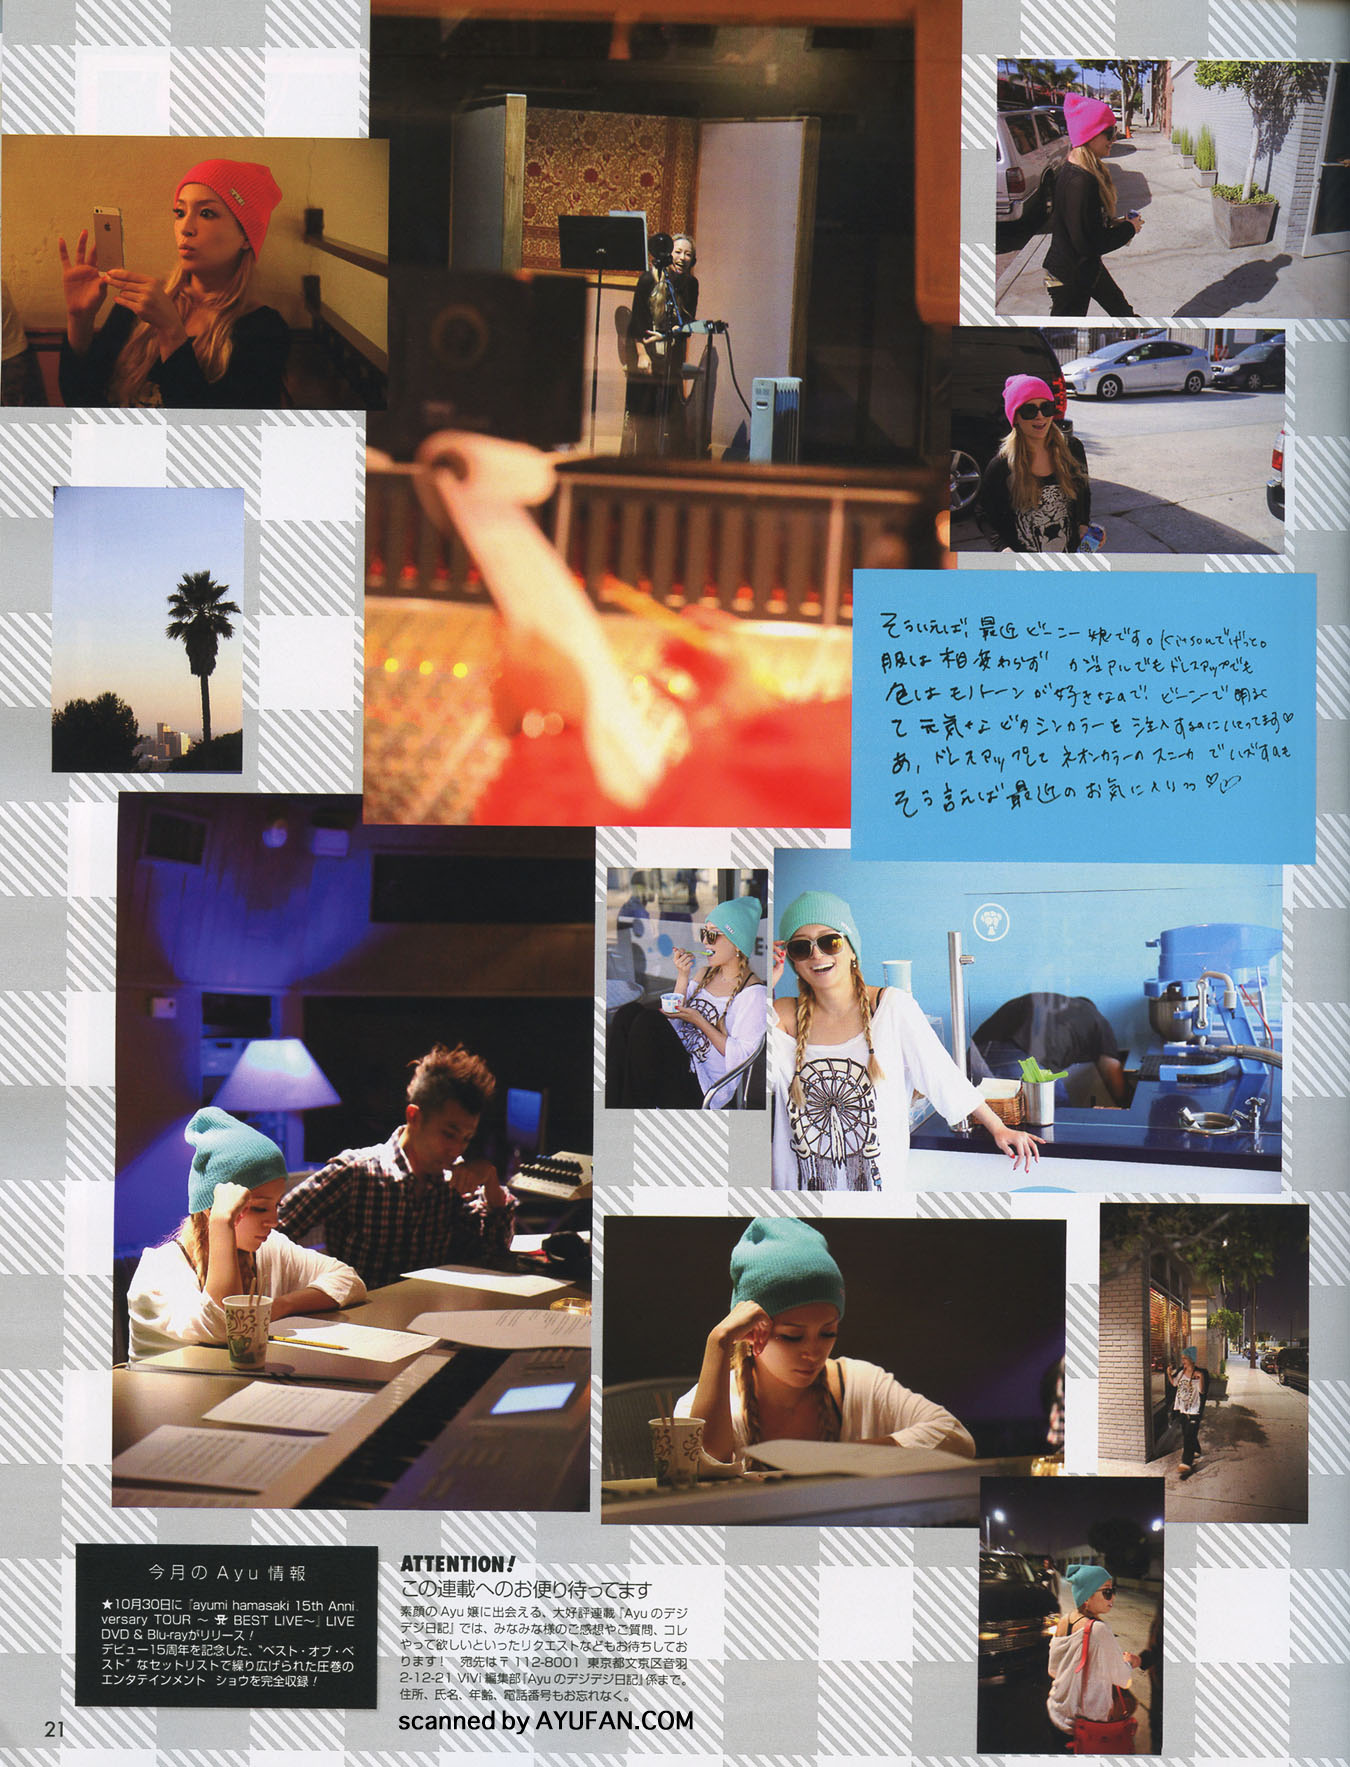 そういえば、最近ビーニー娘です。kitsonでげっと。
服は相変わらず カジュアルでもドレスアップでも
色はモノトーンが好きなので、ビーニーで明るく
て元気なビタミンカラーを注入するのに
あ、ドレスアップして ネオンカラーのスニーカ ではずすのも
そう言えば最近のお気に入りっ♡♡
今月のAyu情報
★10月30日に『ayumi hamasaki 15th Anni
versary TOUR ～ A BEST LIVE～』LIVE
DVD & Blu-rayがリリース！
デビュー15周年を記念した、“ベスト・オブ・ベ
スト”なセットリストで繰り広げられた圧巻の
エンタテインメント ショウを完全収録！
ATTENTION!
この連載へのお便り待ってます
素顔のAyu嬢に出会える、大好評連載『Ayuのデジ
デジ日記』では、みなみな様のご感想やご質問、コレ
やって欲しいといったリクエストなどもお待ちしてお
ります！ 宛先は〒112-8001 東京都文京区音羽
2-12-21 ViVi編集部『Ayuのデジデジ日記』係まで。
住所、氏名、年齢、電話番号もお忘れなく。
scanned by AYUFAN.COM
21